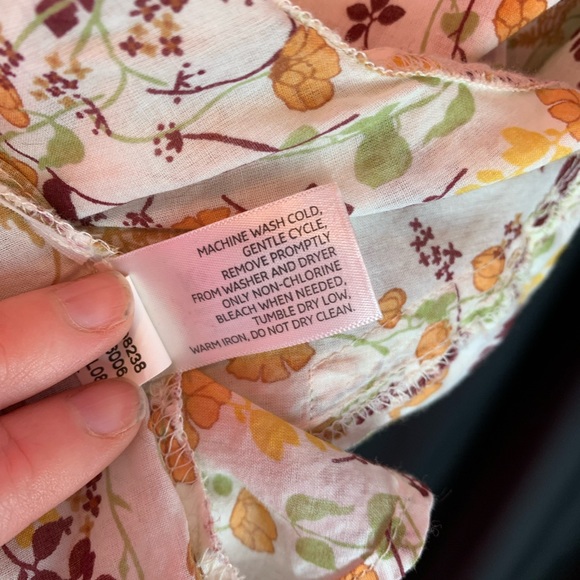 MACHINE WASH COLD,
GENTLE CYCLE,
REMOVE PROMPTLY
FROM WASHER AND DRYER
ONLY NON-CHLORINE
BLEACH WHEN NEEDED,
TUMBLE DRY LOW,
WARM IRON, DO NOT DRY CLEAN.